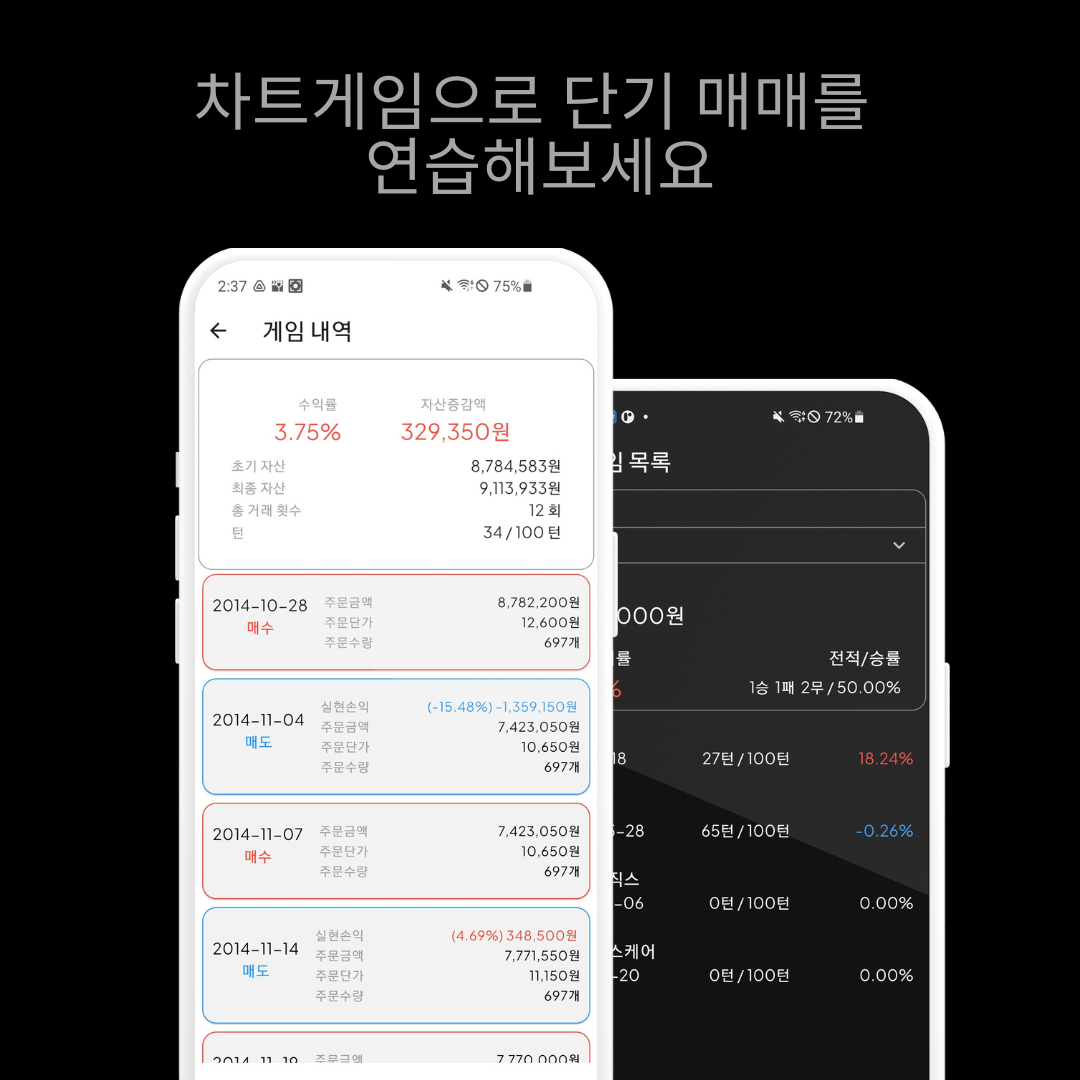 차트게임으로 단기 매매를
연습해보세요
2:37
75%
게임 내역
수익률 자산증감액
3.75% 329,350원
초기 자산 8,784,583원
최종 자산 9,113,933원
총 거래 횟수 12 회
턴 34 / 100 턴
2014-10-28
매수
주문금액 8,782,200원
주문단가 12,600원
주문수량 697개
2014-11-04
매도
실현손익 (-15.48%) -1,359,150원
주문금액 7,423,050원
주문단가 10,650원
주문수량 697개
2014-11-07
매수
주문금액 7,423,050원
주문단가 10,650원
주문수량 697개
2014-11-14
매도
실현손익 (4.69%) 348,500원
주문금액 7,771,550원
주문단가 11,150원
주문수량 697개
2014-11-19 주문금액 7,770,000원
72%
임 목록
000원
률 전적/승률
% 1승 1패 2무 / 50.00%
18 27턴 / 100턴 18.24%
-28 65턴 / 100턴 -0.26%
직스
-06 0턴 / 100턴 0.00%
스케어
-20 0턴 / 100턴 0.00%